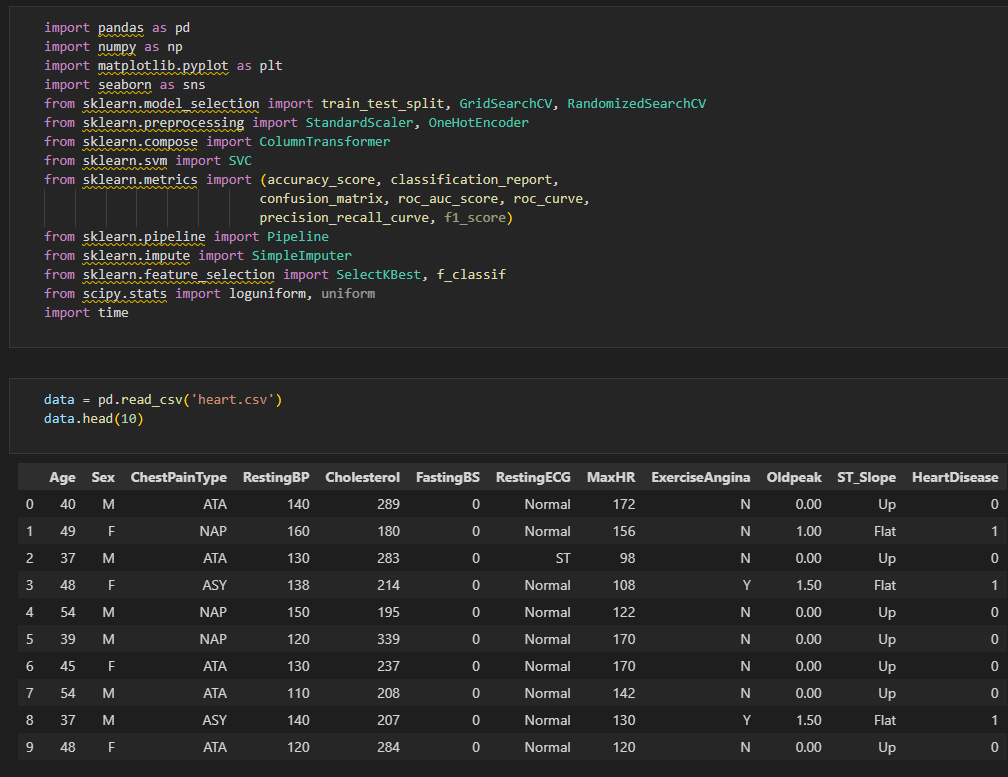 import pandas as pd
import numpy as np
import matplotlib.pyplot as plt
import seaborn as sns
from sklearn.model_selection import train_test_split, GridSearchCV, RandomizedSearchCV
from sklearn.preprocessing import StandardScaler, OneHotEncoder
from sklearn.compose import ColumnTransformer
from sklearn.svm import SVC
from sklearn.metrics import (accuracy_score, classification_report,
confusion_matrix, roc_auc_score, roc_curve,
precision_recall_curve, f1_score)
from sklearn.pipeline import Pipeline
from sklearn.impute import SimpleImputer
from sklearn.feature_selection import SelectKBest, f_classif
from scipy.stats import loguniform, uniform
import time
data = pd.read_csv('heart.csv')
data.head(10)
Age Sex ChestPainType RestingBP Cholesterol FastingBS RestingECG MaxHR ExerciseAngina Oldpeak ST_Slope HeartDisease
0 40 M ATA 140 289 0 Normal 172 N 0.00 Up 0
1 49 F NAP 160 180 0 Normal 156 N 1.00 Flat 1
2 37 M ATA 130 283 0 ST 98 N 0.00 Up 0
3 48 F ASY 138 214 0 Normal 108 Y 1.50 Flat 1
4 54 M NAP 150 195 0 Normal 122 N 0.00 Up 0
5 39 M NAP 120 339 0 Normal 170 N 0.00 Up 0
6 45 F ATA 130 237 0 Normal 170 N 0.00 Up 0
7 54 M ATA 110 208 0 Normal 142 N 0.00 Up 0
8 37 M ASY 140 207 0 Normal 130 Y 1.50 Flat 1
9 48 F ATA 120 284 0 Normal 120 N 0.00 Up 0